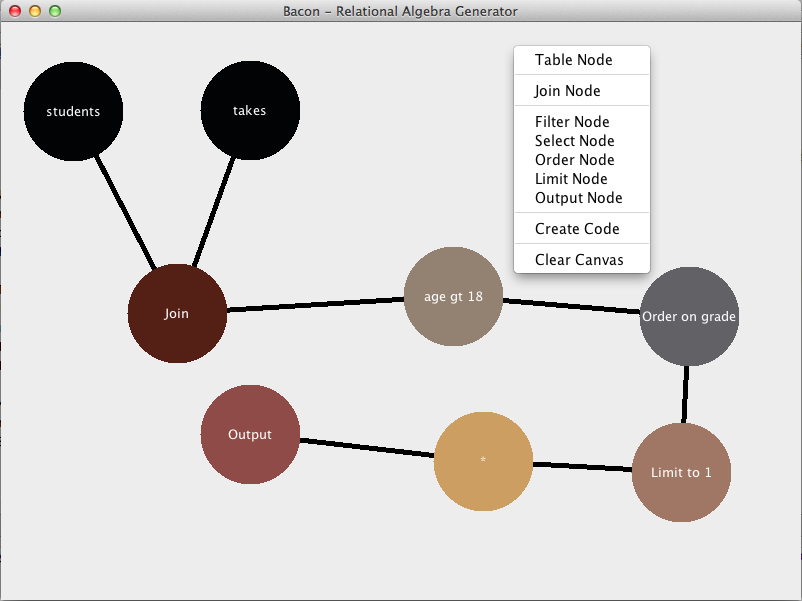 Bacon - Relational Algebra Generator
students
takes
Join
age gt 18
Order on grade
Output
*
Limit to 1
Table Node
Join Node
Filter Node
Select Node
Order Node
Limit Node
Output Node
Create Code
Clear Canvas